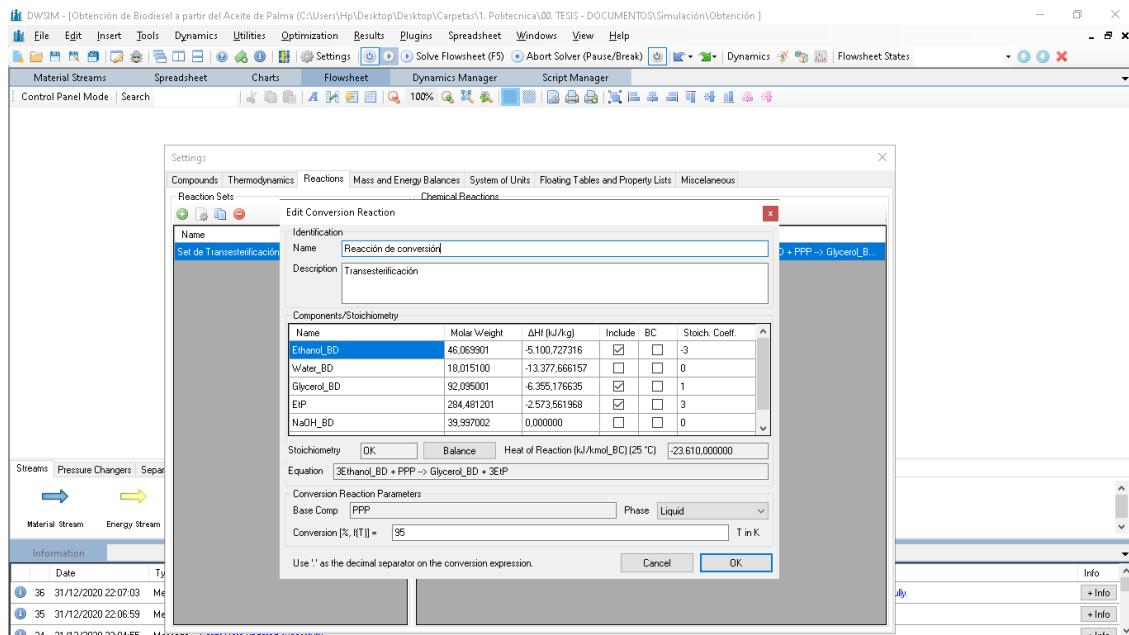 DWSIM - [Obtención de Biodiesel a partir del Aceite de Palma (C:\Users\Hp\Desktop\Desktop\Carpetas\1. Politecnica\00. TESIS - DOCUMENTOS\Simulación\Obtención ]
File Edit Insert Tools Dynamics Utilities Optimization Results Plugins Spreadsheet Windows View Help
Settings Solve Flowsheet (F5) Abort Solver (Pause/Break) Dynamics Flowsheet States
Material Streams Spreadsheet Charts Flowsheet Dynamics Manager Script Manager
Control Panel Mode Search 100%
Settings
Compounds Thermodynamics Reactions Mass and Energy Balances System of Units Floating Tables and Property Lists Miscelaneous
Reaction Sets Chemical Reactions
Edit Conversion Reaction
Name
Set de Transesterificación
D + PPP --> Glycerol_B...
Identification
Name Reacción de conversión
Description Transesterificación
Components/Stoichiometry
Name Molar Weight ΔHf (kJ/kg) Include BC Stoich. Coeff.
Ethanol_BD 46,069901 -5.100,727316 -3
Water_BD 18,015100 -13.377,666157 0
Glycerol_BD 92,095001 -6.355,176635 1
EtP 284,481201 -2.573,561968 3
NaOH_BD 39,997002 0,000000 0
Stoichiometry OK Balance Heat of Reaction (kJ/kmol_BC) (25 °C) -23.610,000000
Equation 3Ethanol_BD + PPP --> Glycerol_BD + 3EtP
Conversion Reaction Parameters
Base Comp PPP Phase Liquid
Conversion [%, f(T)] = 95 T in K
Use '.' as the decimal separator on the conversion expression. Cancel OK
Streams Pressure Changers Separ
Material Stream Energy Stream
Information
Date Ty Info
36 31/12/2020 22:07:03 Me ully. + Info
35 31/12/2020 22:06:59 Me + Info